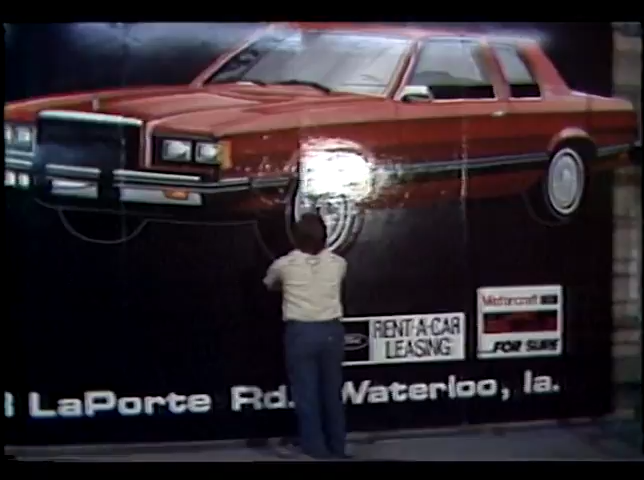 RENT-A-CAR
LEASING
Motorcraft
...FOR SURE
LaPorte Rd. Waterloo, Ia.